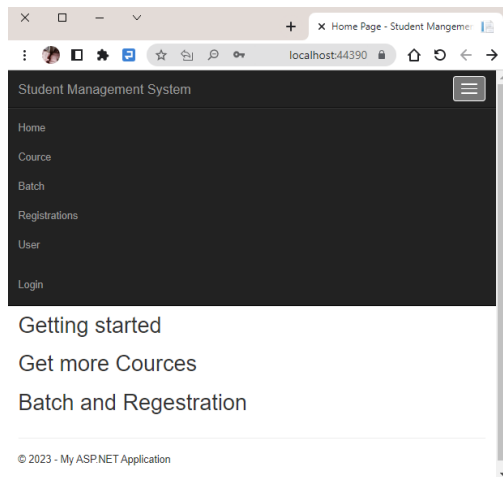 Home Page - Student Mangemer
localhost:44390
Student Management System
Home
Cource
Batch
Registrations
User
Login
Getting started
Get more Cources
Batch and Regestration
© 2023 - My ASP.NET Application